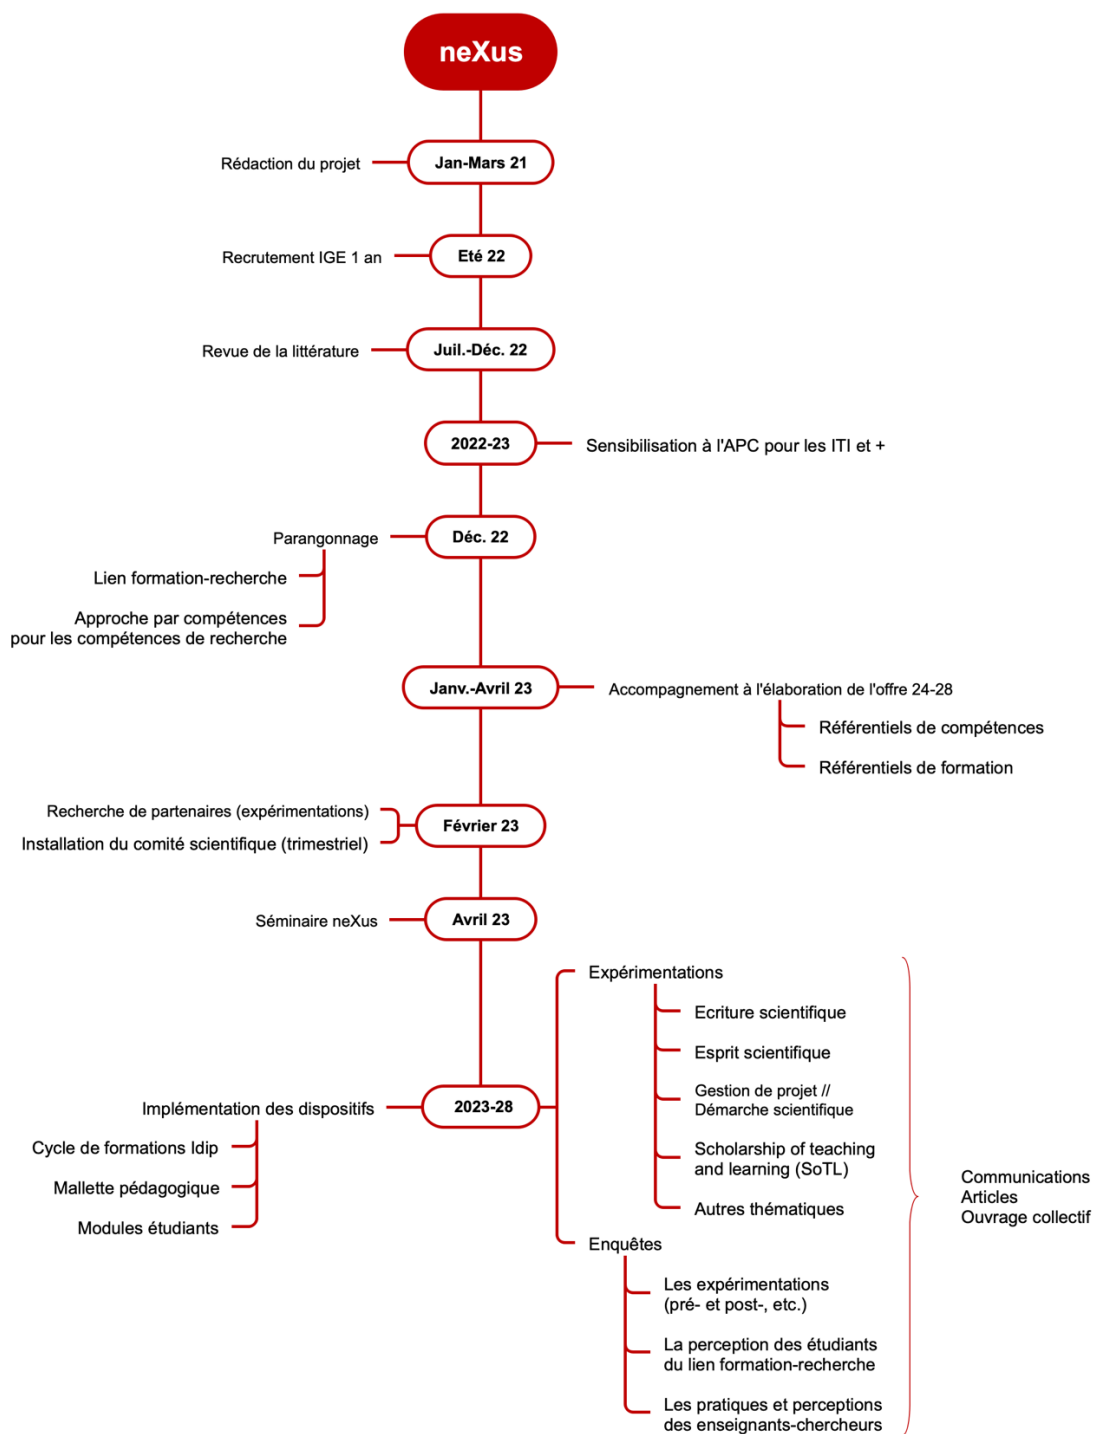 neXus
Rédaction du projet
Jan-Mars 21
Recrutement IGE 1 an
Eté 22
Revue de la littérature
Juil.-Déc. 22
2022-23
Sensibilisation à l'APC pour les ITI et +
Parangonnage
Déc. 22
Lien formation-recherche
Approche par compétences
pour les compétences de recherche
Janv.-Avril 23
Accompagnement à l'élaboration de l'offre 24-28
Référentiels de compétences
Référentiels de formation
Recherche de partenaires (expérimentations)
Installation du comité scientifique (trimestriel)
Février 23
Séminaire neXus
Avril 23
Implémentation des dispositifs
Cycle de formations Idip
Mallette pédagogique
Modules étudiants
2023-28
Expérimentations
Ecriture scientifique
Esprit scientifique
Gestion de projet //
Démarche scientifique
Scholarship of teaching
and learning (SoTL)
Autres thématiques
Enquêtes
Les expérimentations
(pré- et post-, etc.)
La perception des étudiants
du lien formation-recherche
Les pratiques et perceptions
des enseignants-chercheurs
Communications
Articles
Ouvrage collectif